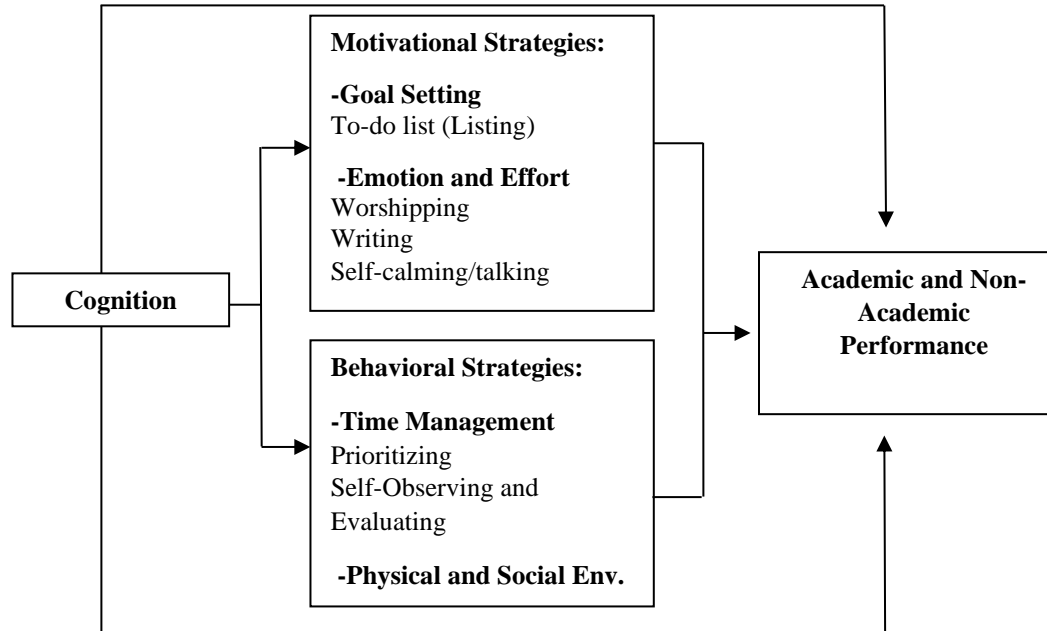 Motivational Strategies:
-Goal Setting
To-do list (Listing)
-Emotion and Effort
Worshipping
Writing
Self-calming/talking
Cognition
Behavioral Strategies:
-Time Management
Prioritizing
Self-Observing and
Evaluating
-Physical and Social Env.
Academic and Non-
Academic
Performance